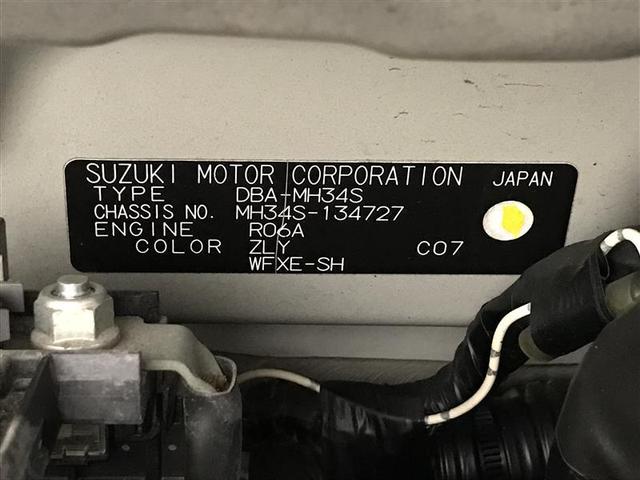 SUZUKI MOTOR CORPORATION JAPAN
TYPE DBA-MH34S
CHASSIS NO. MH34S-134727
ENGINE R06A
COLOR ZLY C07
WFXE-SH